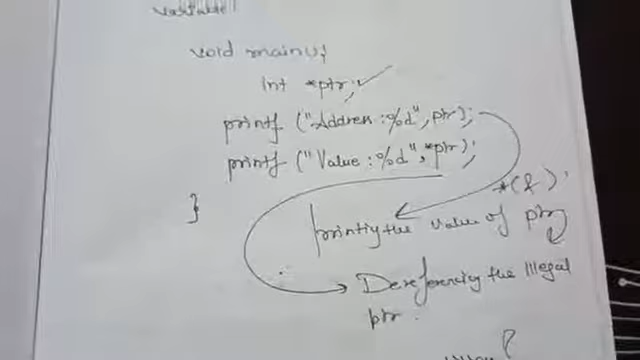 variable!
void main(){
int *ptr;
printf ("Address :%d", ptr);
printf ("Value :%d", *ptr);
*(&)
}
printing the value of ptr
Dereferencing the Illegal
ptr.